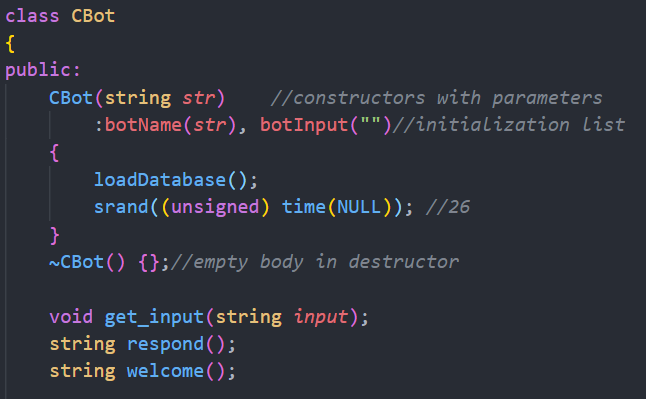 class CBot
{
public:
    CBot(string str)    //constructors with parameters
        :botName(str), botInput("")//initialization list
    {
        loadDatabase();
        srand((unsigned) time(NULL)); //26
    }
    ~CBot() {};//empty body in destructor

    void get_input(string input);
    string respond();
    string welcome();